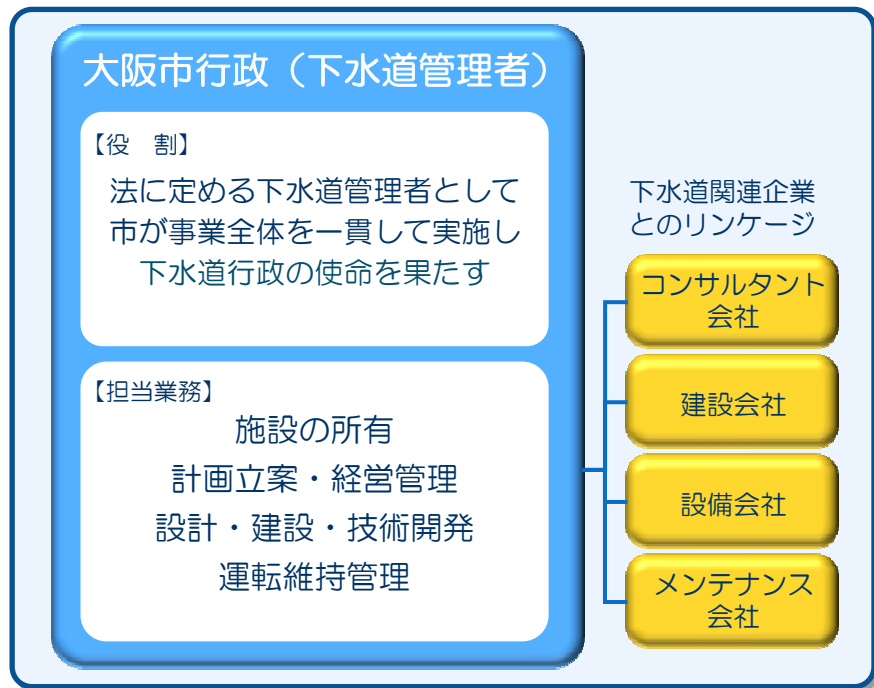 大阪市行政（下水道管理者）
【役　割】
法に定める下水道管理者として
市が事業全体を一貫して実施し
下水道行政の使命を果たす
【担当業務】
施設の所有
計画立案・経営管理
設計・建設・技術開発
運転維持管理
下水道関連企業
とのリンケージ
コンサルタント
会社
建設会社
設備会社
メンテナンス
会社